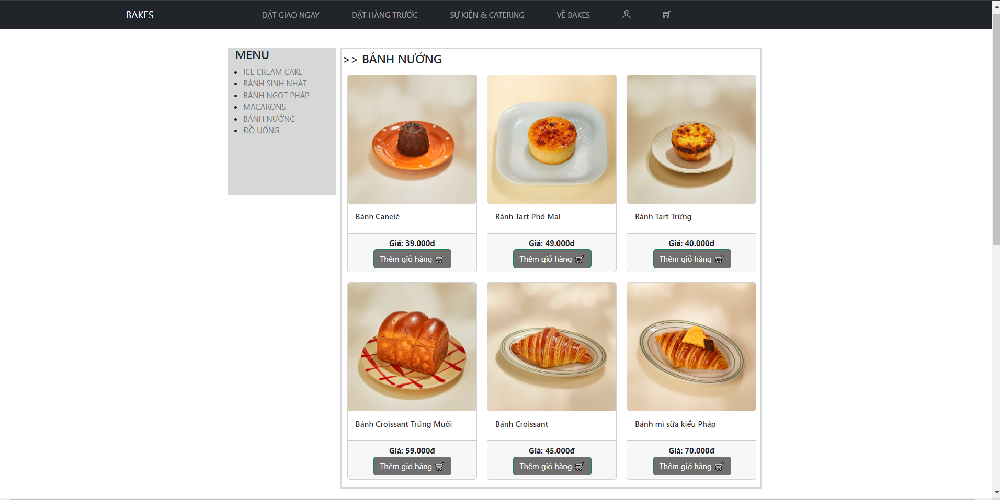 BAKES ĐẶT GIAO NGAY ĐẶT HÀNG TRƯỚC SỰ KIỆN & CATERING VỀ BAKES
MENU
ICE CREAM CAKE
BÁNH SINH NHẬT
BÁNH NGỌT PHÁP
MACARONS
BÁNH NƯỚNG
ĐỒ UỐNG
>> BÁNH NƯỚNG
Bánh Canelé
Giá: 39.000đ
Thêm giỏ hàng
Bánh Tart Phô Mai
Giá: 49.000đ
Thêm giỏ hàng
Bánh Tart Trứng
Giá: 40.000đ
Thêm giỏ hàng
Bánh Croissant Trứng Muối
Giá: 59.000đ
Thêm giỏ hàng
Bánh Croissant
Giá: 45.000đ
Thêm giỏ hàng
Bánh mì sữa kiểu Pháp
Giá: 70.000đ
Thêm giỏ hàng